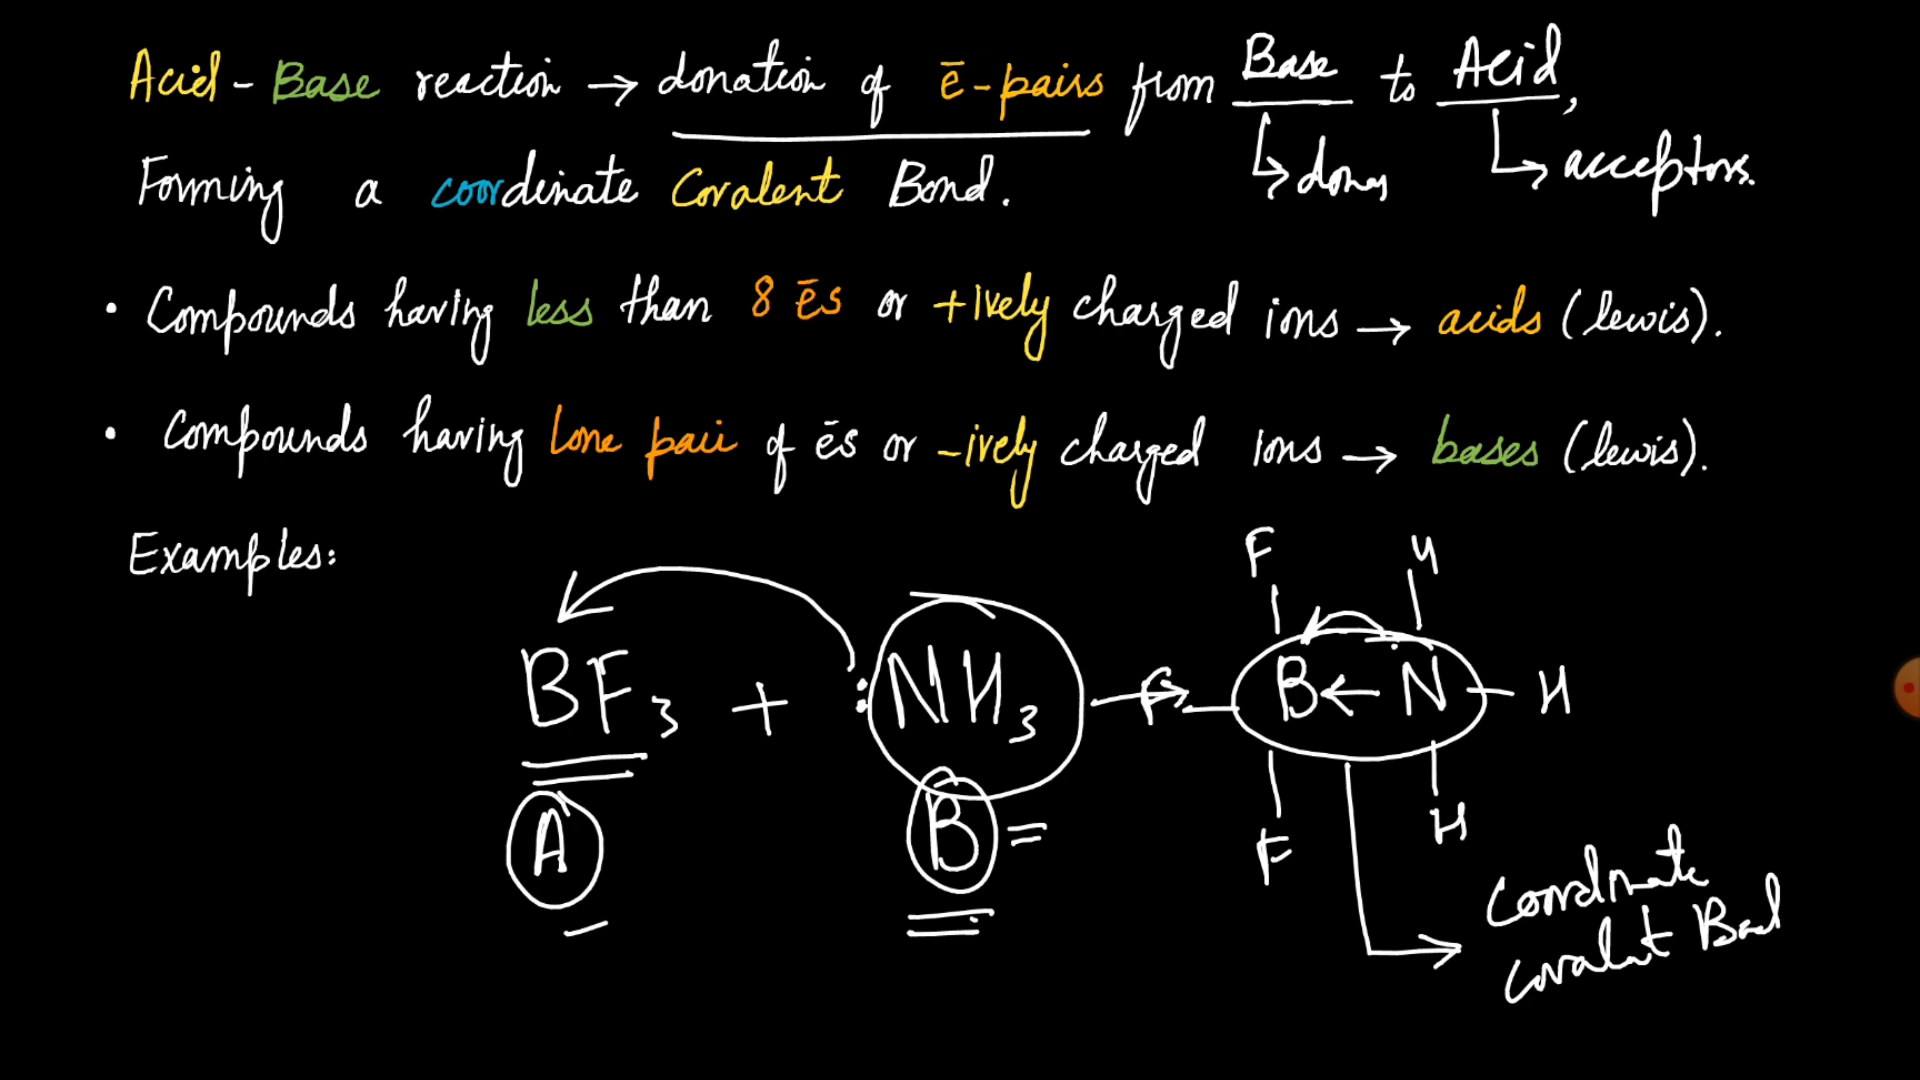 Acid - Base reaction → donation of ē - pairs from Base to Acid,
↳ donors ↳ acceptors.
Forming a coordinate Covalent Bond.
• Compounds having less than 8 ēs or +ively charged ions → acids (lewis).
• Compounds having lone pair of ēs or -ively charged ions → bases (lewis).
Examples:
F H
BF₃ + :NH₃ → F - B ← N - H
A B =
F H
Coordinate
covalent Bond